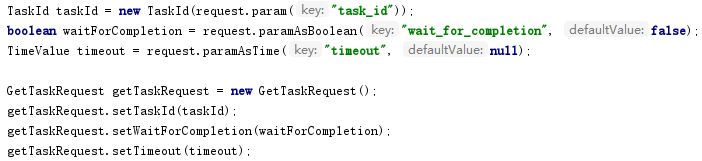 TaskId taskId = new TaskId(request.param( key: "task_id"));
boolean waitForCompletion = request.paramAsBoolean( key: "wait_for_completion", defaultValue: false);
TimeValue timeout = request.paramAsTime( key: "timeout", defaultValue: null);
GetTaskRequest getTaskRequest = new GetTaskRequest();
getTaskRequest.setTaskId(taskId);
getTaskRequest.setWaitForCompletion(waitForCompletion);
getTaskRequest.setTimeout(timeout);